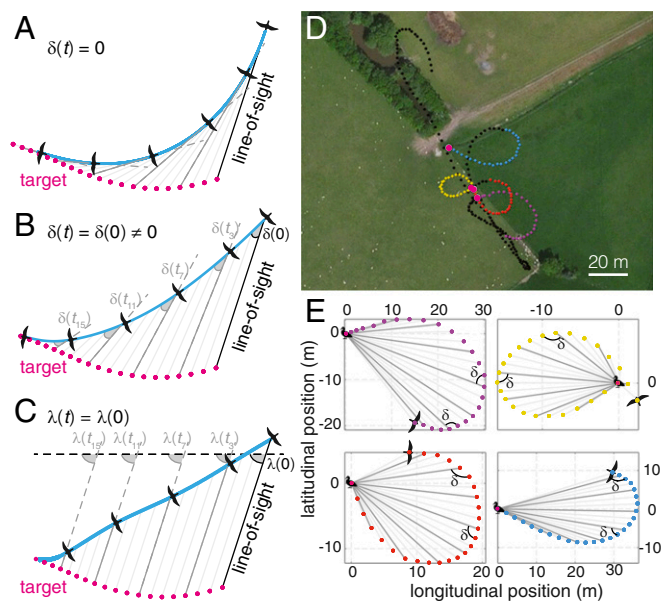 A
δ(t) = 0
line-of-sight
target
B
δ(t) = δ(0) ≠ 0
δ(0)
δ(t₃)
δ(t₇)
δ(t₁₁)
δ(t₁₅)
line-of-sight
target
C
λ(t) = λ(0)
λ(t₁₅) λ(t₁₁) λ(t₇) λ(t₃)
λ(0)
line-of-sight
target
D
20 m
E
0 10 20 30
0
-10
-20
δ
δ
-10 0
0
δ
δ
latitudinal position (m)
0
-10
δ
δ
0 10 20
10
0
-10
δ
δ
0 10 20 30
longitudinal position (m)